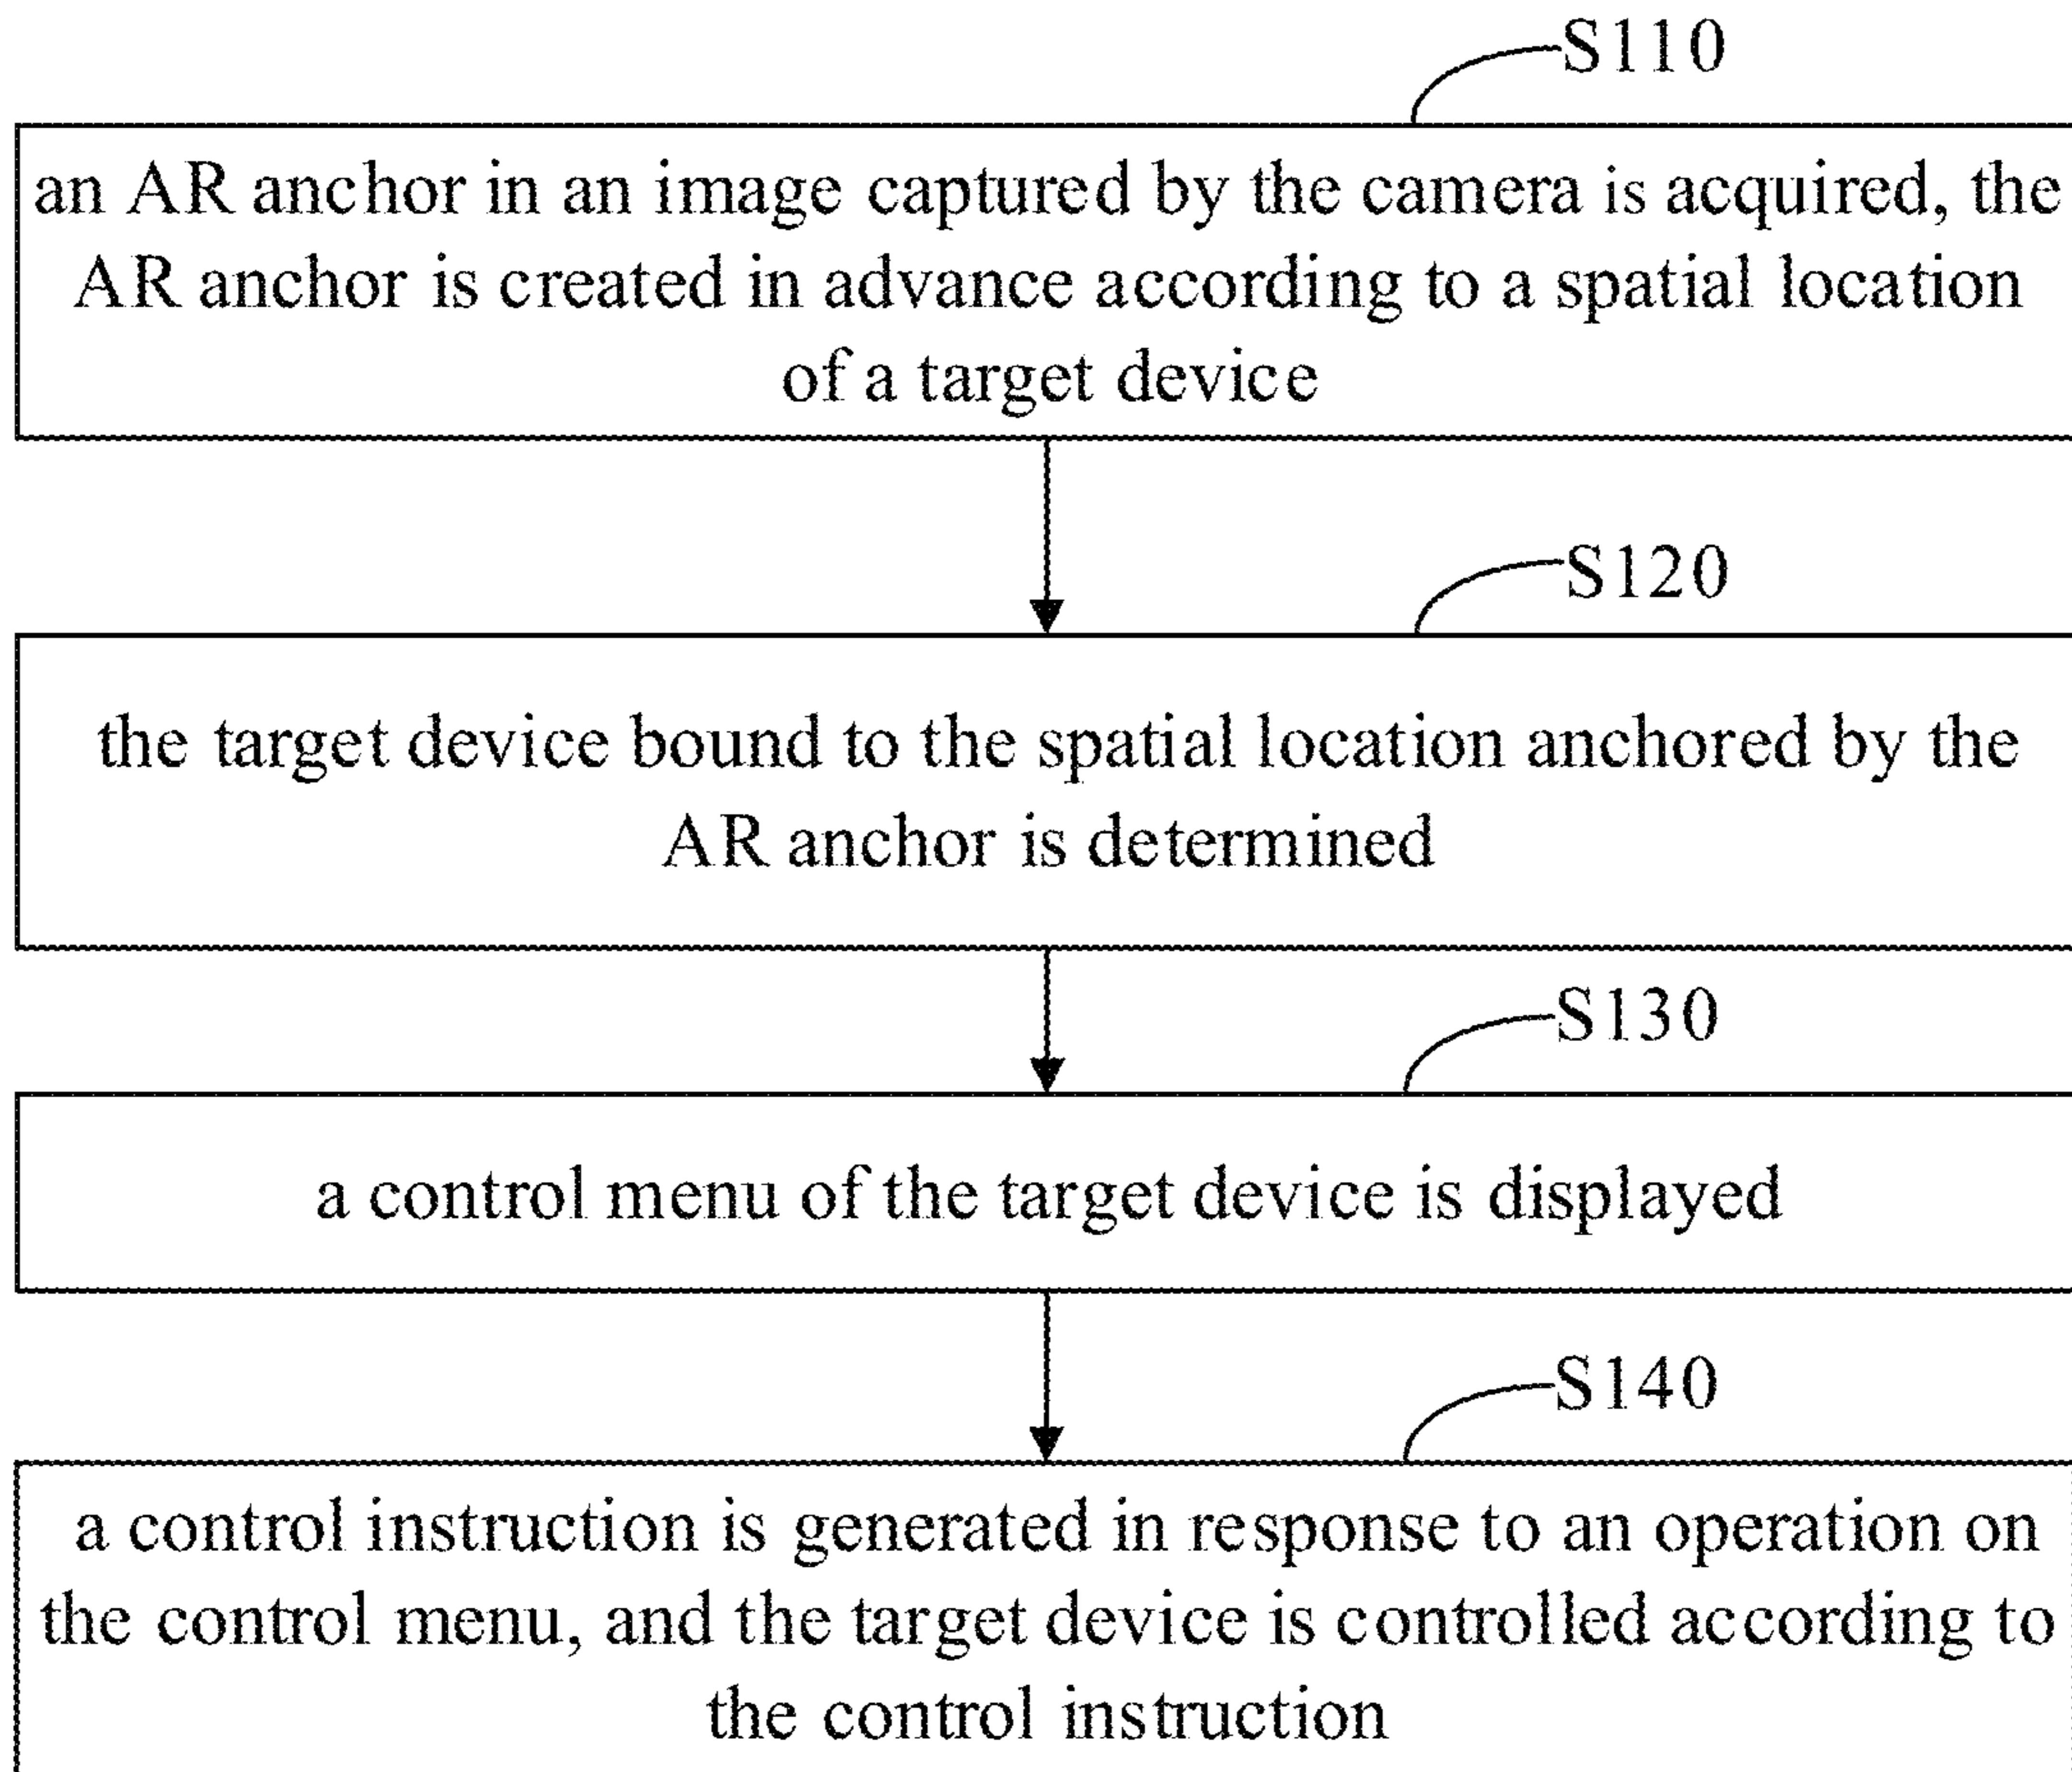 S110
an AR anchor in an image captured by the camera is acquired, the
AR anchor is created in advance according to a spatial location
of a target device
S120
the target device bound to the spatial location anchored by the
AR anchor is determined
S130
a control menu of the target device is displayed
S140
a control instruction is generated in response to an operation on
the control menu, and the target device is controlled according to
the control instruction